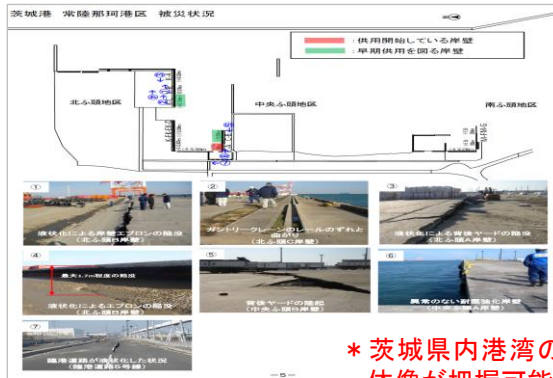 茨城港 常陸那珂港区 被災状況
：供用開始している岸壁
：早期供用を図る岸壁
北ふ頭地区
中央ふ頭地区
南ふ頭地区
①
液状化による岸壁エプロンの陥没
（北ふ頭B岸壁）
②
ガントリークレーンのレールのずれと
曲がり
（北ふ頭C岸壁）
③
液状化による背後ヤードの陥没
（北ふ頭A岸壁）
④
最大1.7m程度の陥没
液状化によるエプロンの陥没
（北ふ頭D岸壁）
⑤
背後ヤードの隆起
（中央ふ頭B岸壁）
⑥
異常のない耐震強化岸壁
（中央ふ頭A岸壁）
⑦
臨港道路が液状化した状況
（臨港道路5号線）
－5－
＊茨城県内港湾の